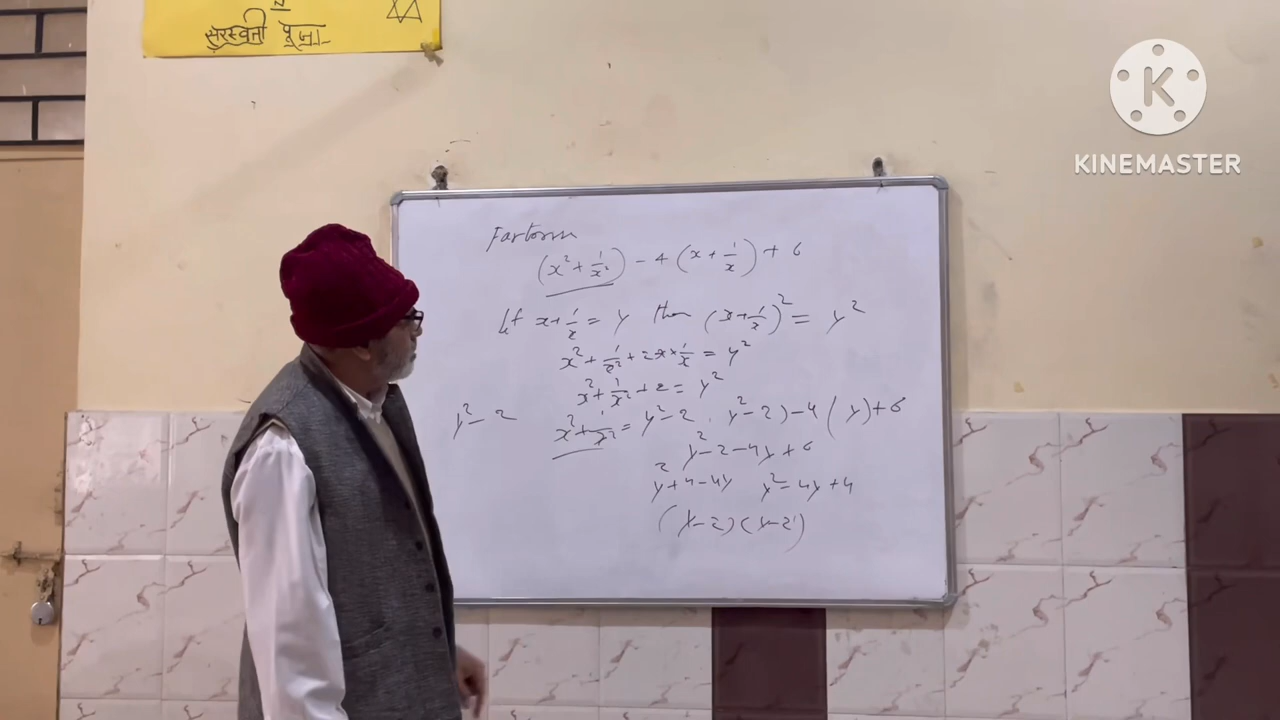 सरस्वती पूजा
KINEMASTER
(x² + 1/x²) - 4 (x + 1/x) + 6
Let x + 1/x = y then (x + 1/x)² = y²
x² + 1/x² + 2x × 1/x = y²
x² + 1/x² + 2 = y²
y² - 2
x² + 1/x² = y² - 2
y² - 2) - 4 (y) + 6
y² - 2 - 4y + 6
y² + 4 - 4y y² - 4y + 4
(y - 2) (y - 2)